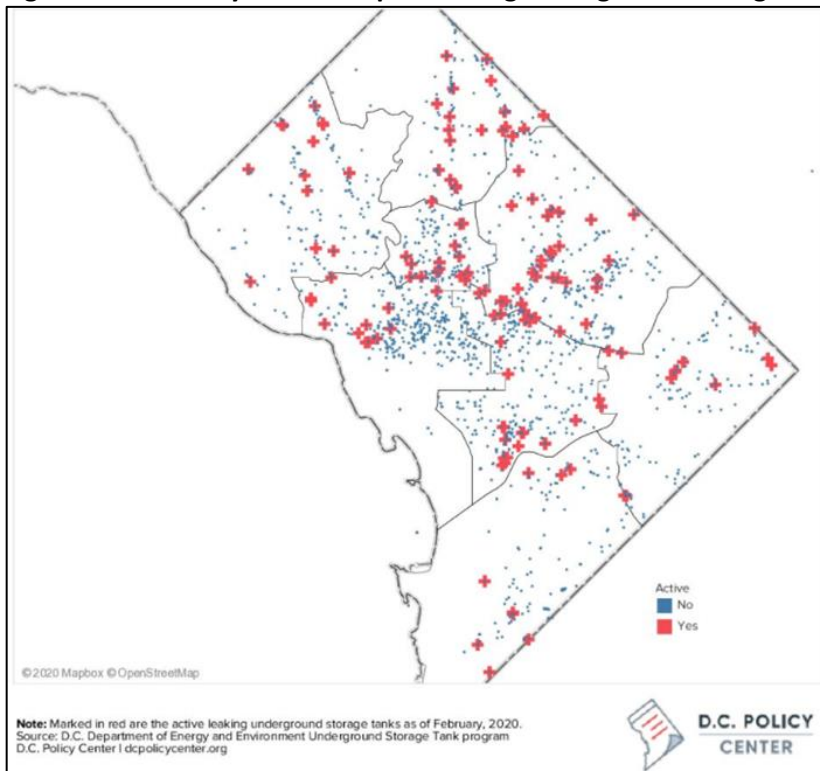 Active
No
Yes
©2020 Mapbox ©OpenStreetMap
Note: Marked in red are the active leaking underground storage tanks as of February, 2020.
Source: D.C. Department of Energy and Environment Underground Storage Tank program
D.C. Policy Center I dcpolicycenter.org
D.C. POLICY
CENTER